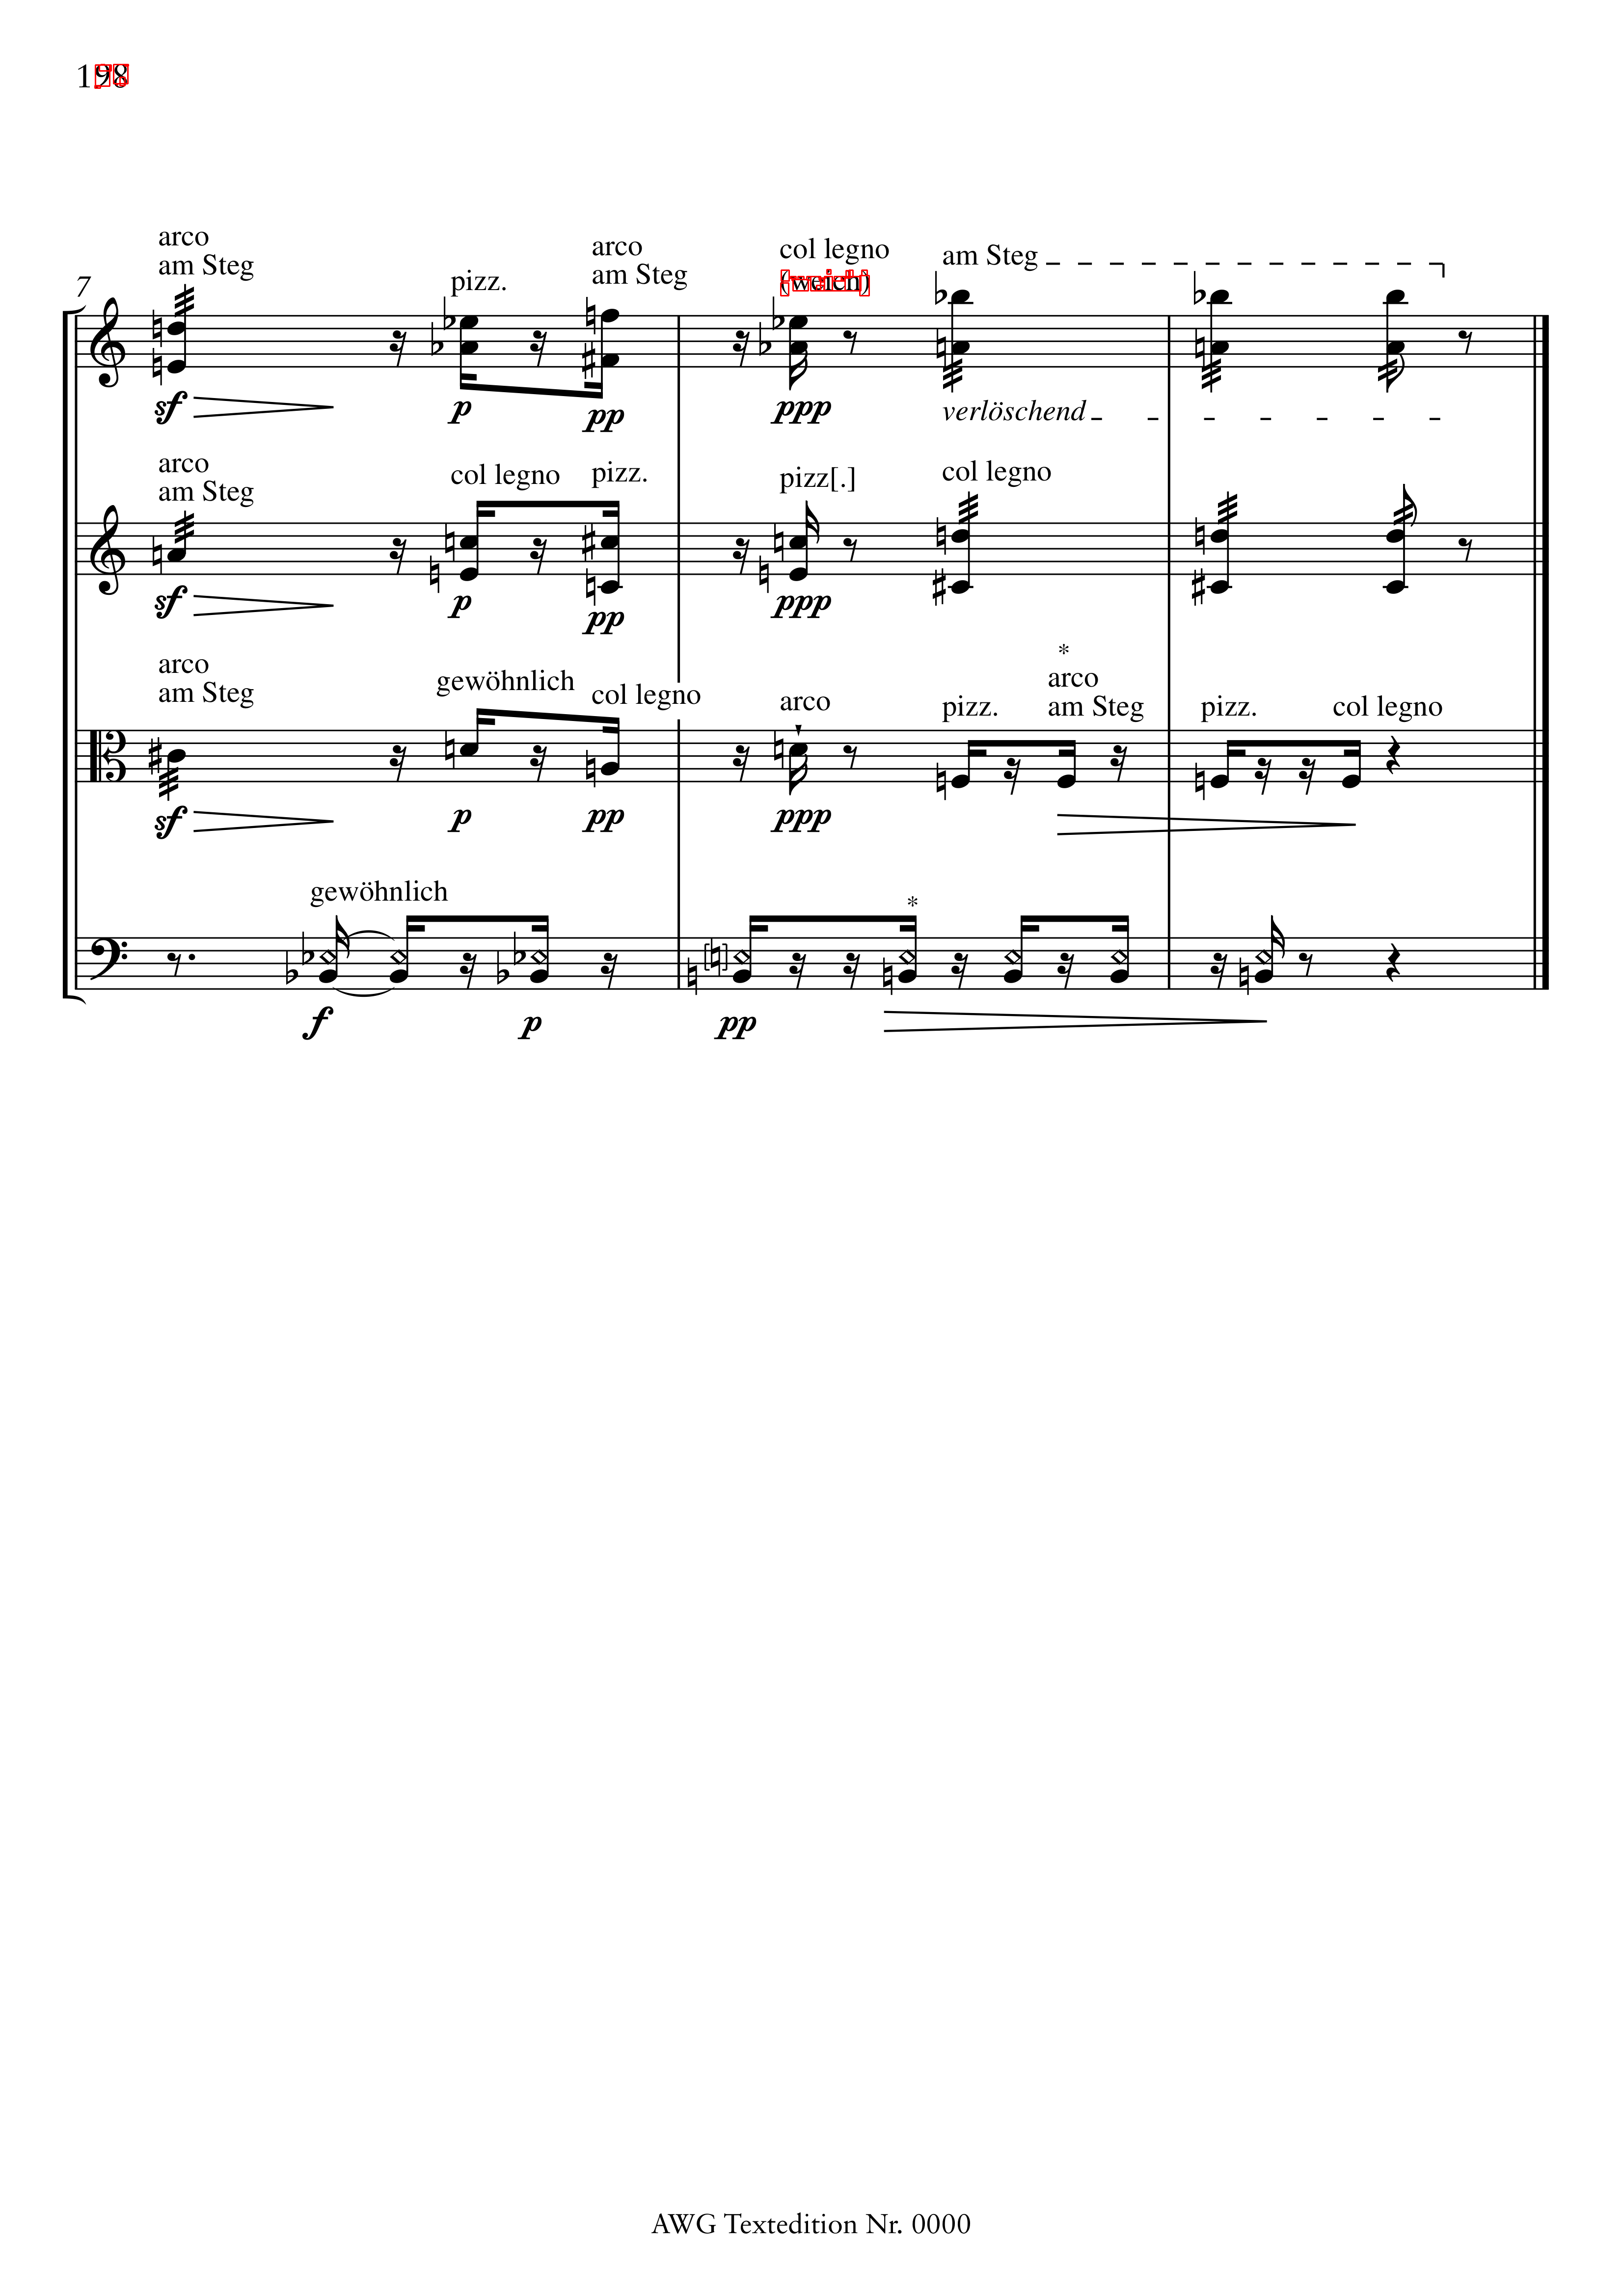 198
arco
am Steg
pizz.
arco
am Steg
col legno
(weich)
am Steg
7
sf
p
pp
ppp
verlöschend
arco
am Steg
col legno
pizz.
pizz[.]
col legno
sf
p
pp
ppp
arco
am Steg
gewöhnlich
col legno
arco
pizz.
*
arco
am Steg
pizz.
col legno
sf
p
pp
ppp
gewöhnlich
*
f
p
pp
AWG Textedition Nr. 0000